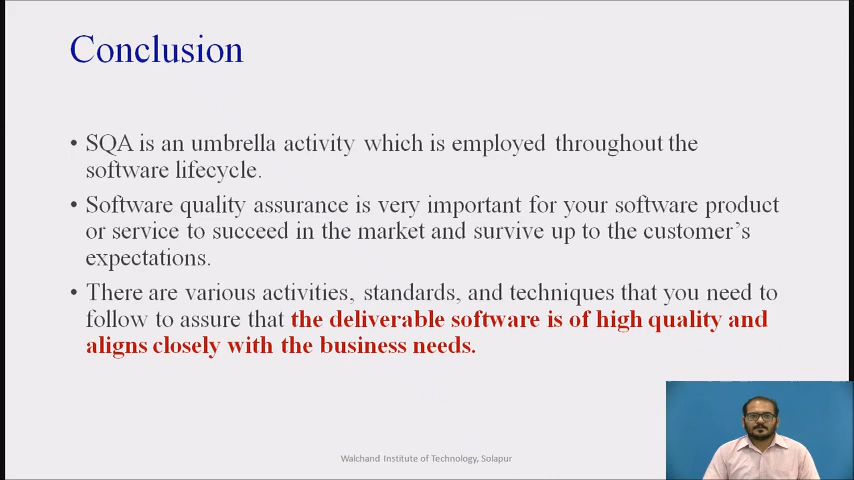 Conclusion
• SQA is an umbrella activity which is employed throughout the
software lifecycle.
• Software quality assurance is very important for your software product
or service to succeed in the market and survive up to the customer's
expectations.
• There are various activities, standards, and techniques that you need to
follow to assure that the deliverable software is of high quality and
aligns closely with the business needs.
Walchand Institute of Technology, Solapur